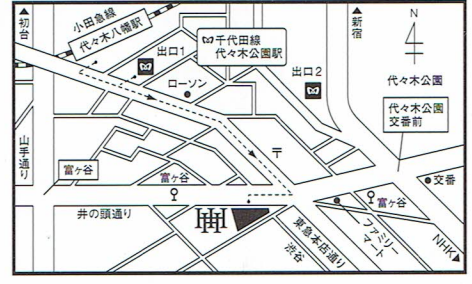 初台
小田急線
代々木八幡駅
出口1
千代田線
代々木公園駅
出口2
新宿
N
代々木公園
代々木公園
交番前
ローソン
山手通り
富ヶ谷
富ヶ谷
〒
交番
富ヶ谷
井の頭通り
HH
東急本店通り
渋谷
ファミリー
マート
NHK